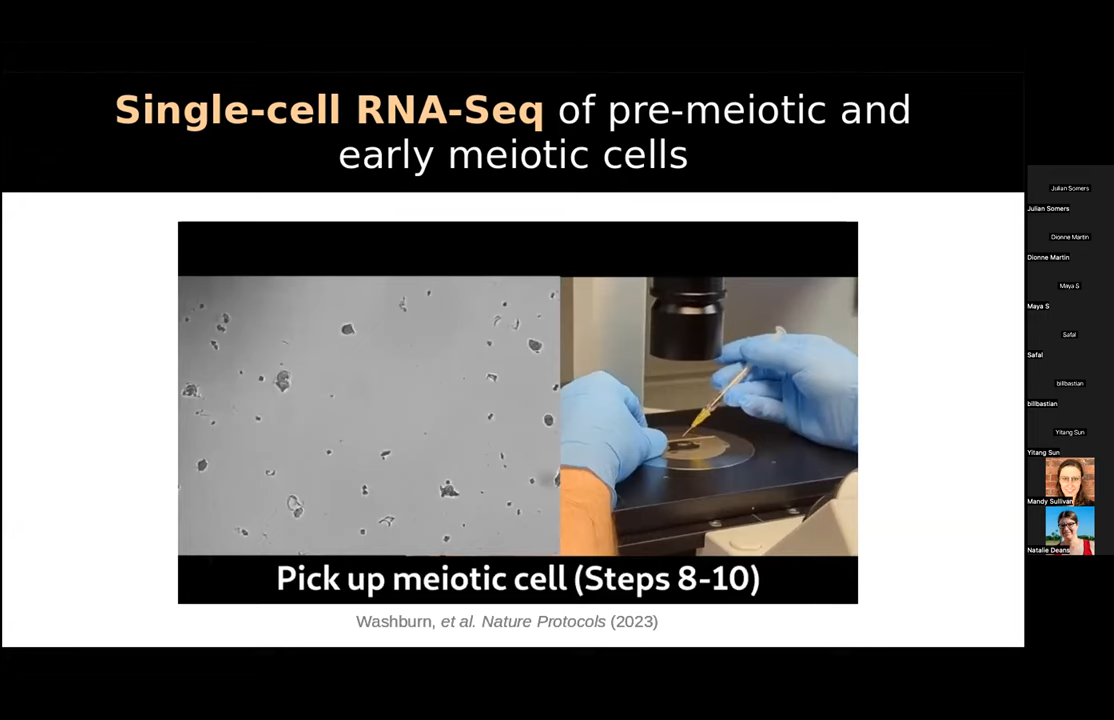 Single-cell RNA-Seq of pre-meiotic and
early meiotic cells
Pick up meiotic cell (Steps 8-10)
Washburn, et al. Nature Protocols (2023)
Julian Somers
Julian Somers
Dionne Martin
Dionne Martin
Maya S
Maya S
Safal
Safal
billbastian
billbastian
Yitang Sun
Yitang Sun
Mandy Sullivan
Natalie Deans